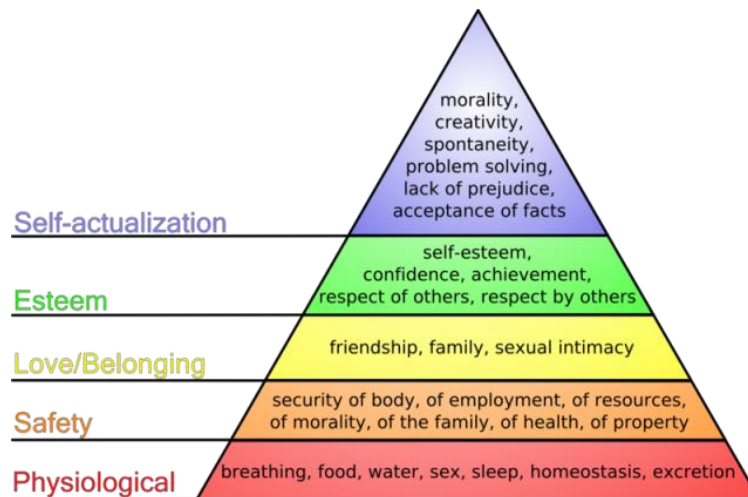 morality,
creativity,
spontaneity,
problem solving,
lack of prejudice,
acceptance of facts
Self-actualization
self-esteem,
confidence, achievement,
respect of others, respect by others
Esteem
friendship, family, sexual intimacy
Love/Belonging
security of body, of employment, of resources,
of morality, of the family, of health, of property
Safety
breathing, food, water, sex, sleep, homeostasis, excretion
Physiological